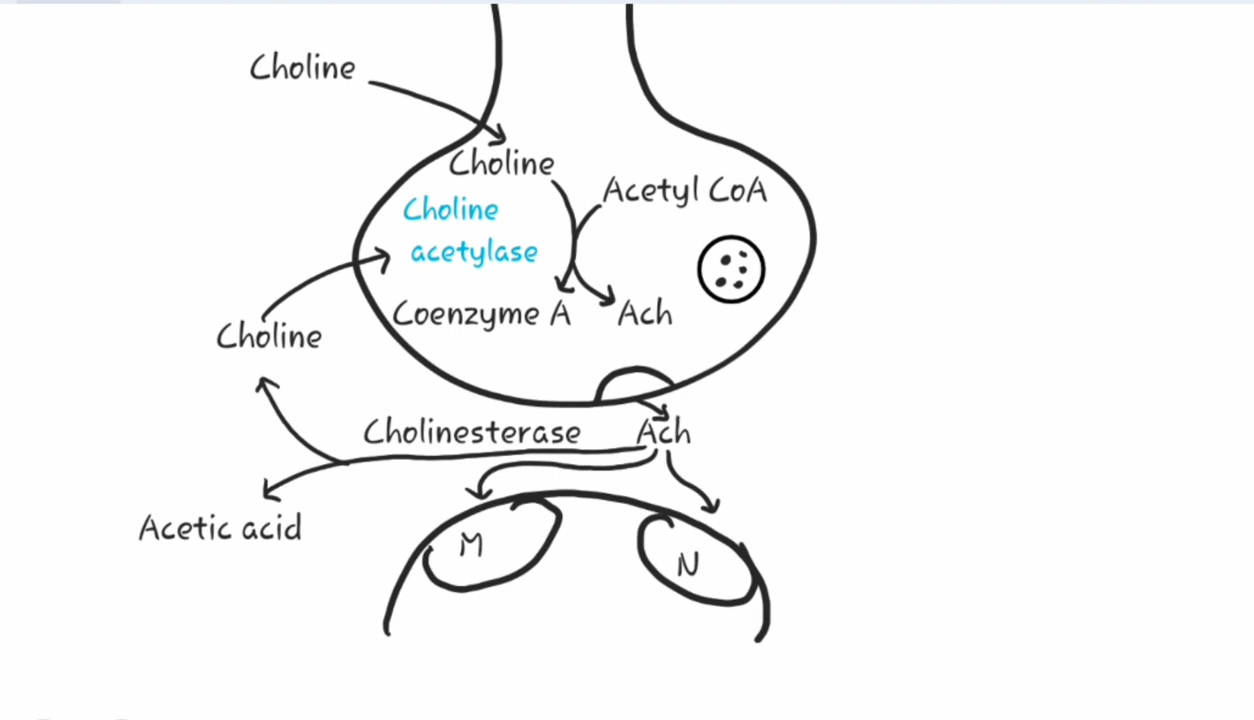 Choline
Choline
Acetyl CoA
Choline
acetylase
Coenzyme A
Ach
Choline
Cholinesterase
Ach
Acetic acid
M
N